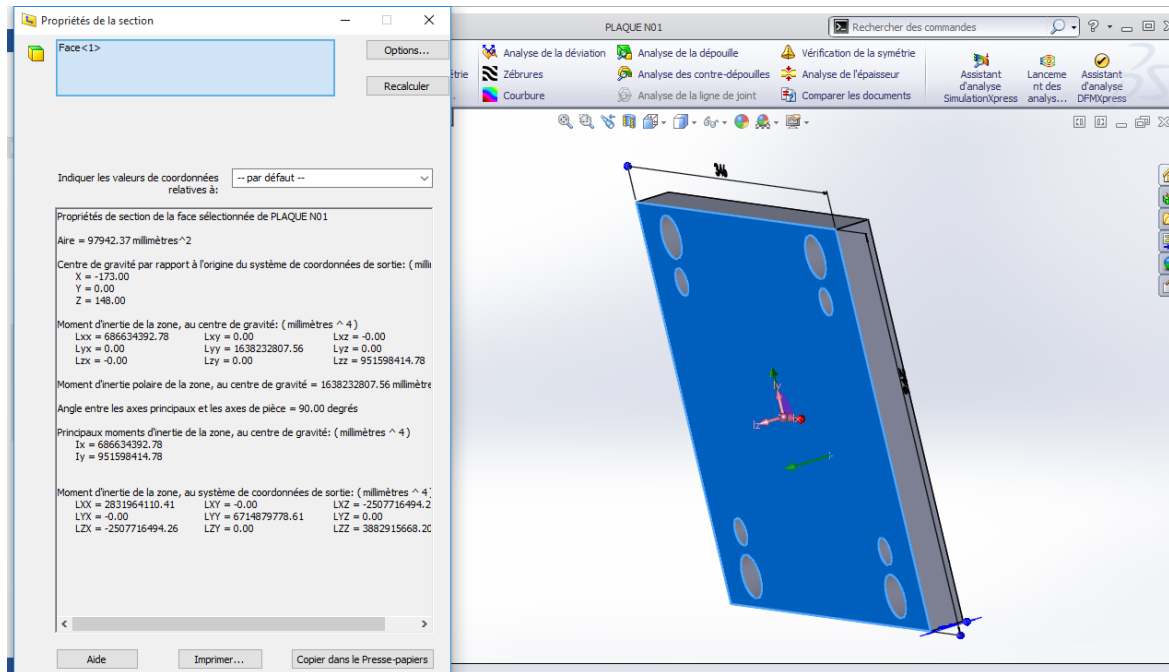 Propriétés de la section
Face<1>
Options...
Recalculer
Indiquer les valeurs de coordonnées
relatives à:
-- par défaut --
Propriétés de section de la face sélectionnée de PLAQUE N01
Aire = 97942.37 millimètres^2
Centre de gravité par rapport à l'origine du système de coordonnées de sortie: ( milli
X = -173.00
Y = 0.00
Z = 148.00
Moment d'inertie de la zone, au centre de gravité: ( millimètres ^ 4 )
Lxx = 686634392.78 Lxy = 0.00 Lxz = -0.00
Lyx = 0.00 Lyy = 1638232807.56 Lyz = 0.00
Lzx = -0.00 Lzy = 0.00 Lzz = 951598414.78
Moment d'inertie polaire de la zone, au centre de gravité = 1638232807.56 millimètre
Angle entre les axes principaux et les axes de pièce = 90.00 degrés
Principaux moments d'inertie de la zone, au centre de gravité: ( millimètres ^ 4 )
Ix = 686634392.78
Iy = 951598414.78
Moment d'inertie de la zone, au système de coordonnées de sortie: ( millimètres ^ 4
LXX = 2831964110.41 LXY = -0.00 LXZ = -2507716494.2
LYX = -0.00 LYY = 6714879778.61 LYZ = 0.00
LZX = -2507716494.26 LZY = 0.00 LZZ = 3882915668.20
Aide
Imprimer...
Copier dans le Presse-papiers
PLAQUE N01
Rechercher des commandes
Analyse de la déviation Analyse de la dépouille Vérification de la symétrie
Zébrures Analyse des contre-dépouilles Analyse de l'épaisseur
Courbure Analyse de la ligne de joint Comparer les documents
étrie
Assistant
d'analyse
SimulationXpress
Lanceme
nt des
analys...
Assistant
d'analyse
DFMXpress